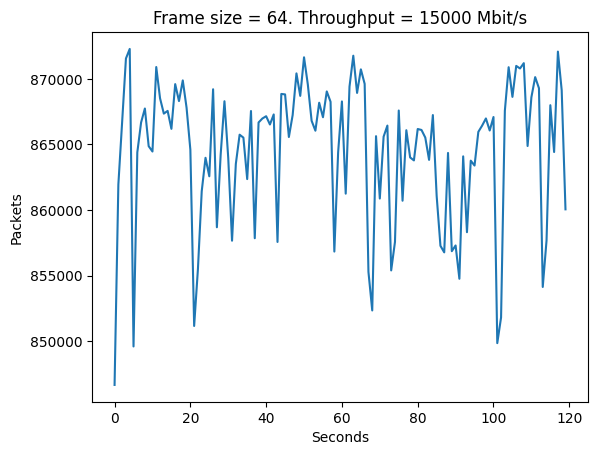 Frame size = 64. Throughput = 15000 Mbit/s
870000
865000
860000
855000
850000
Packets
0 20 40 60 80 100 120
Seconds